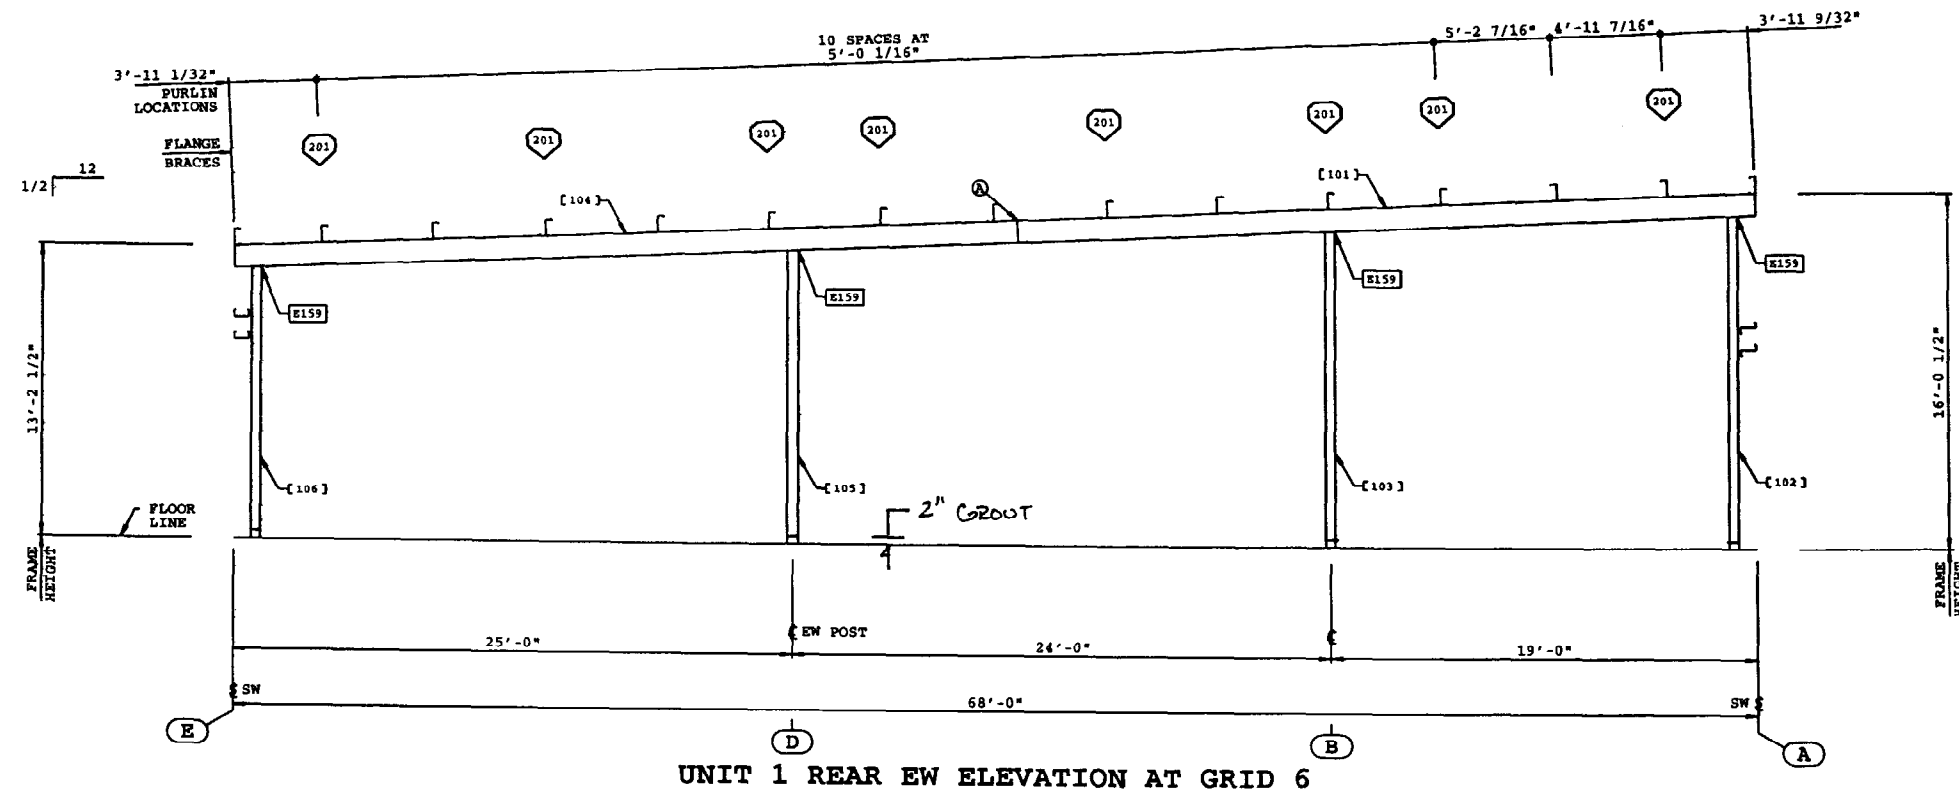 10 SPACES AT
5'-0 1/16"
5'-2 7/16"
4'-11 7/16"
3'-11 9/32"
3'-11 1/32"
PURLIN
LOCATIONS
FLANGE
BRACES
201
201
201
201
201
201
201
201
12
1/2
[104]
A
[101]
E159
E159
E159
E159
13'-2 1/2"
16'-0 1/2"
[106]
[105]
[103]
[102]
FLOOR
LINE
2" GROUT
FRAME
HEIGHT
FRAME
HEIGHT
EW POST
25'-0"
24'-0"
19'-0"
SW
68'-0"
SW
E
D
B
A
UNIT 1 REAR EW ELEVATION AT GRID 6